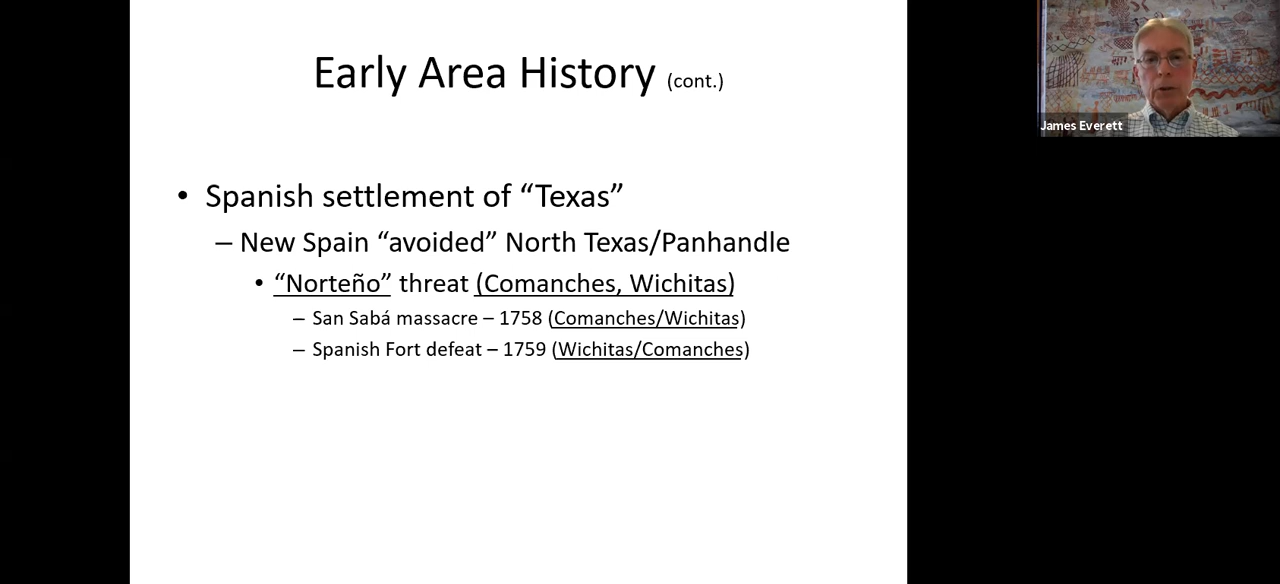 Early Area History (cont.)
• Spanish settlement of “Texas”
– New Spain “avoided” North Texas/Panhandle
• “Norteño” threat (Comanches, Wichitas)
– San Sabá massacre – 1758 (Comanches/Wichitas)
– Spanish Fort defeat – 1759 (Wichitas/Comanches)
James Everett